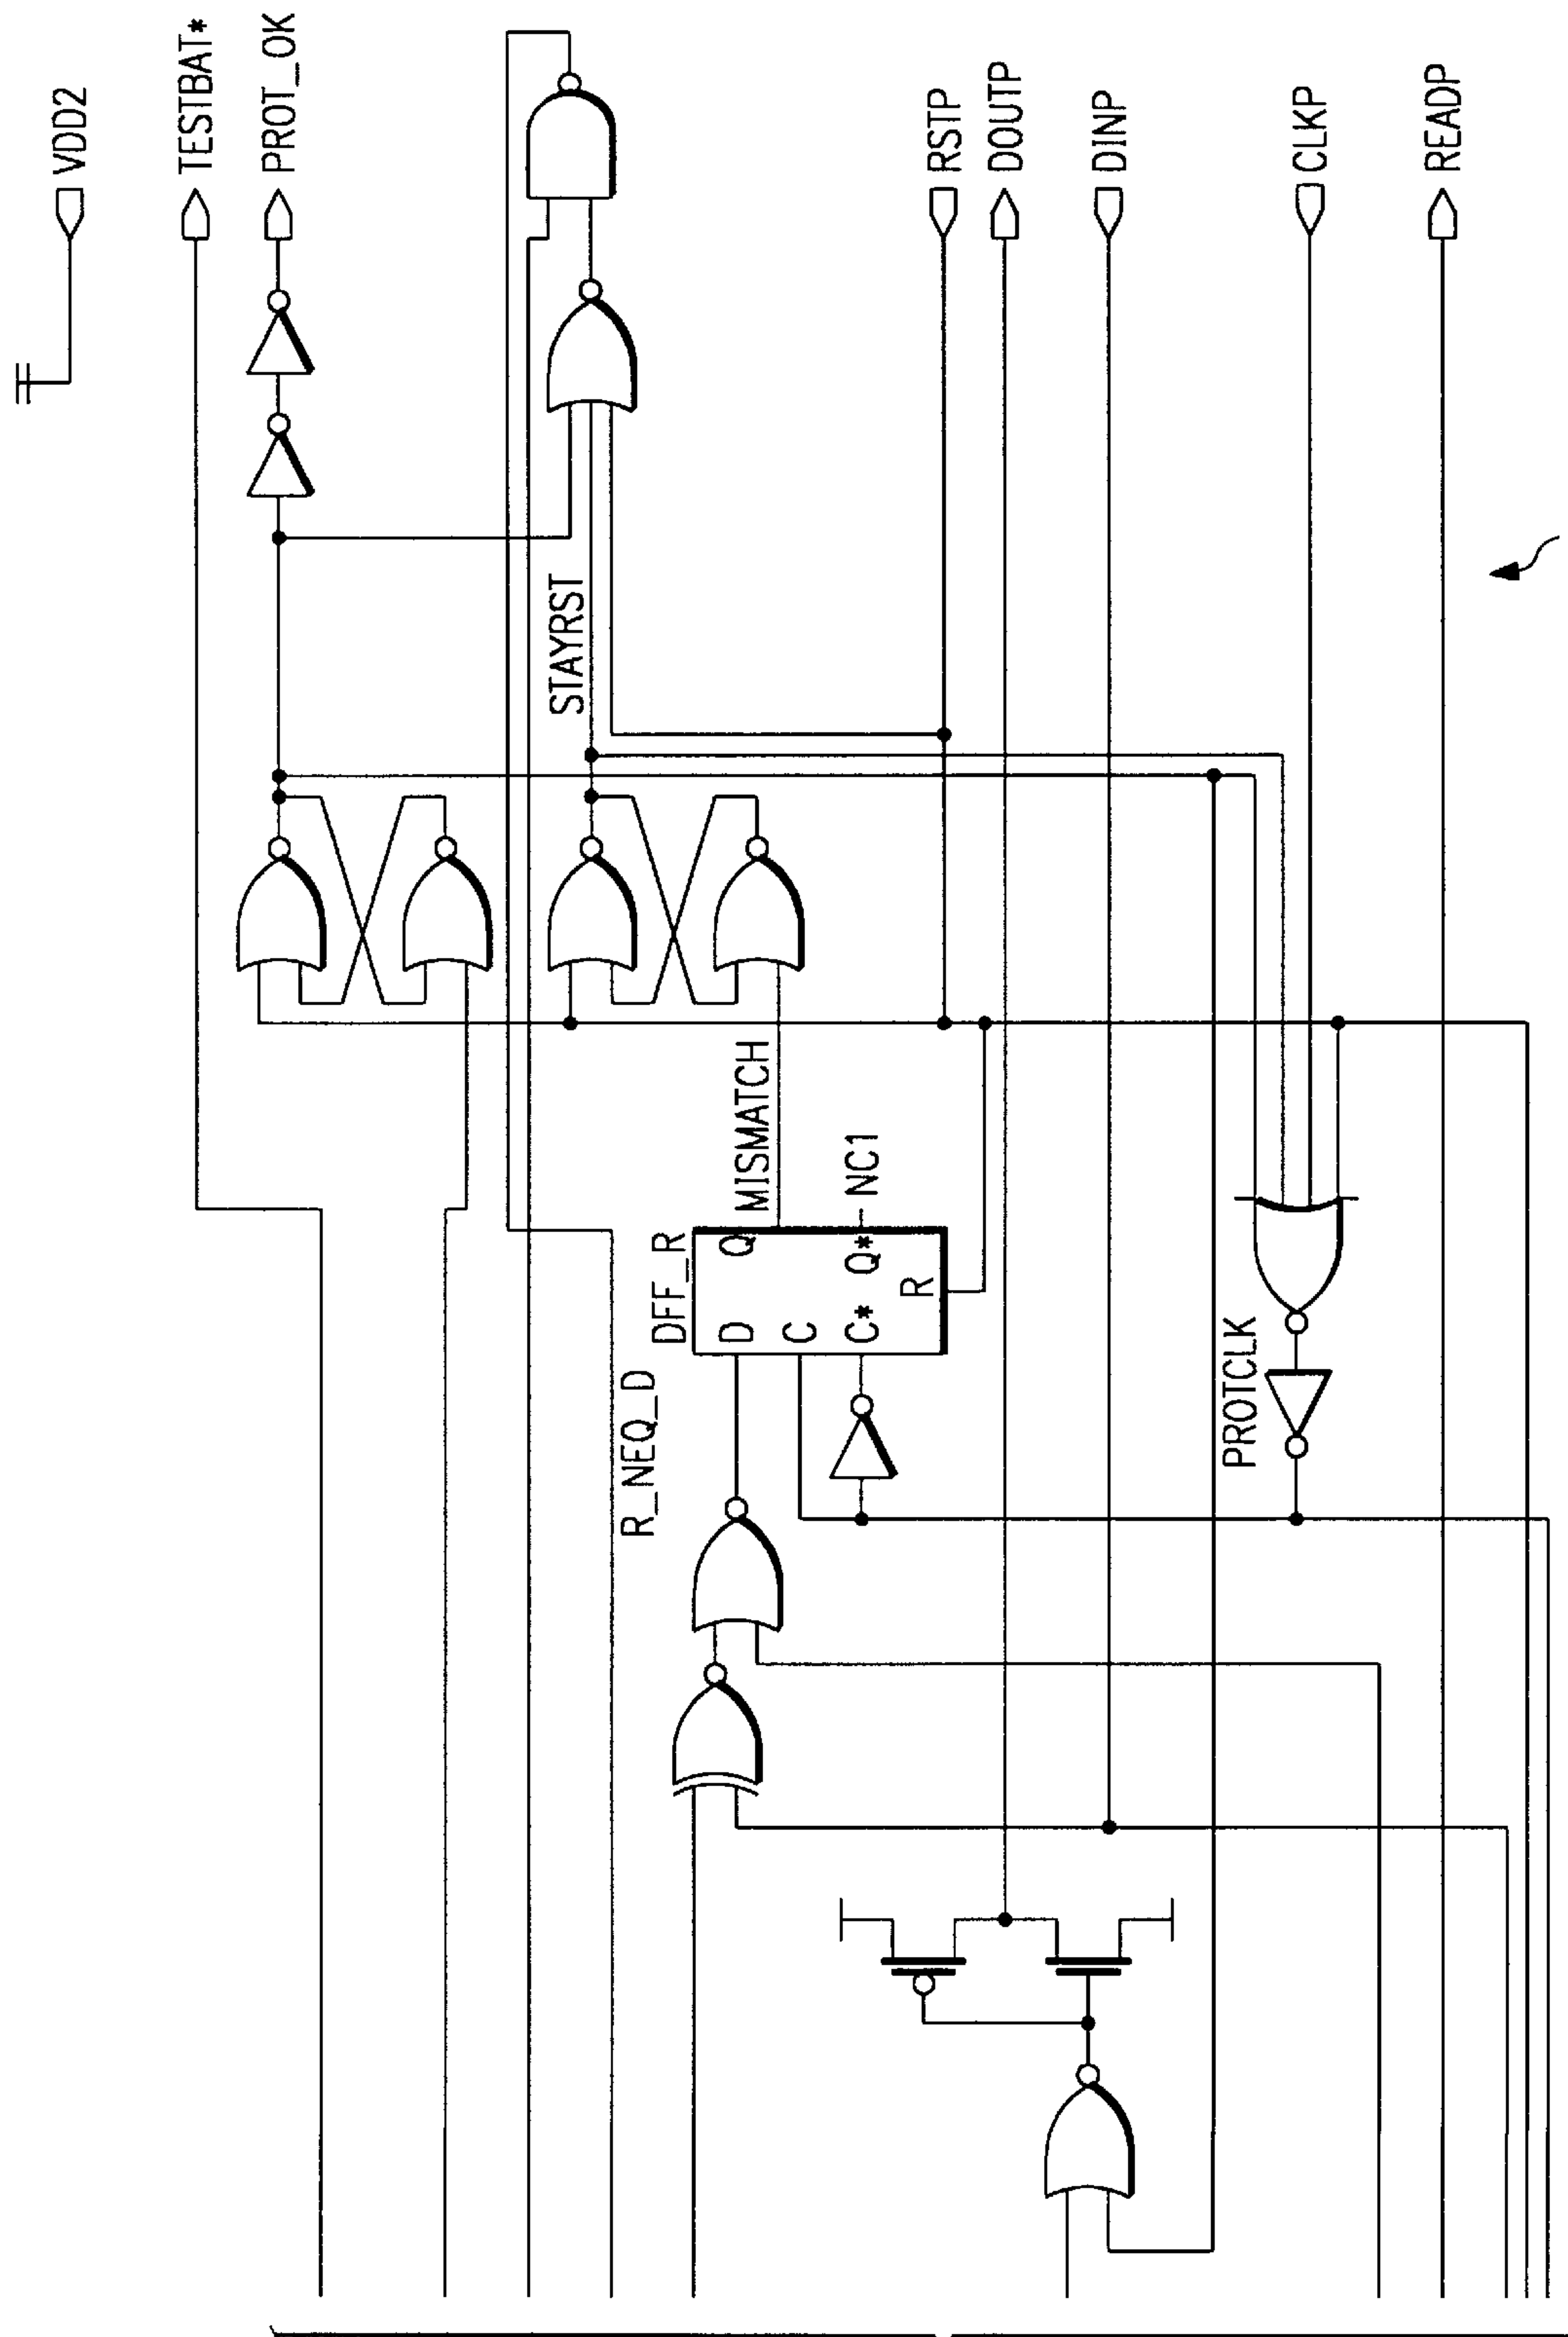 VDD2
TESTBAT*
PROT_OK
STAYRST
RSTP
DOUTP
DINP
CLKP
READP
MISMATCH
NC1
DFF_R
Q
Q*
D
C
C*
R
R_NEQ_D
PROTCLK